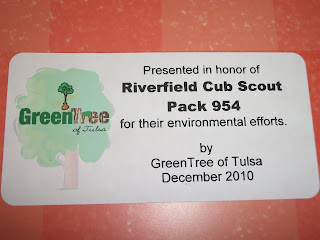 GreenTree
of Tulsa
Presented in honor of
Riverfield Cub Scout
Pack 954
for their environmental efforts.
by
GreenTree of Tulsa
December 2010